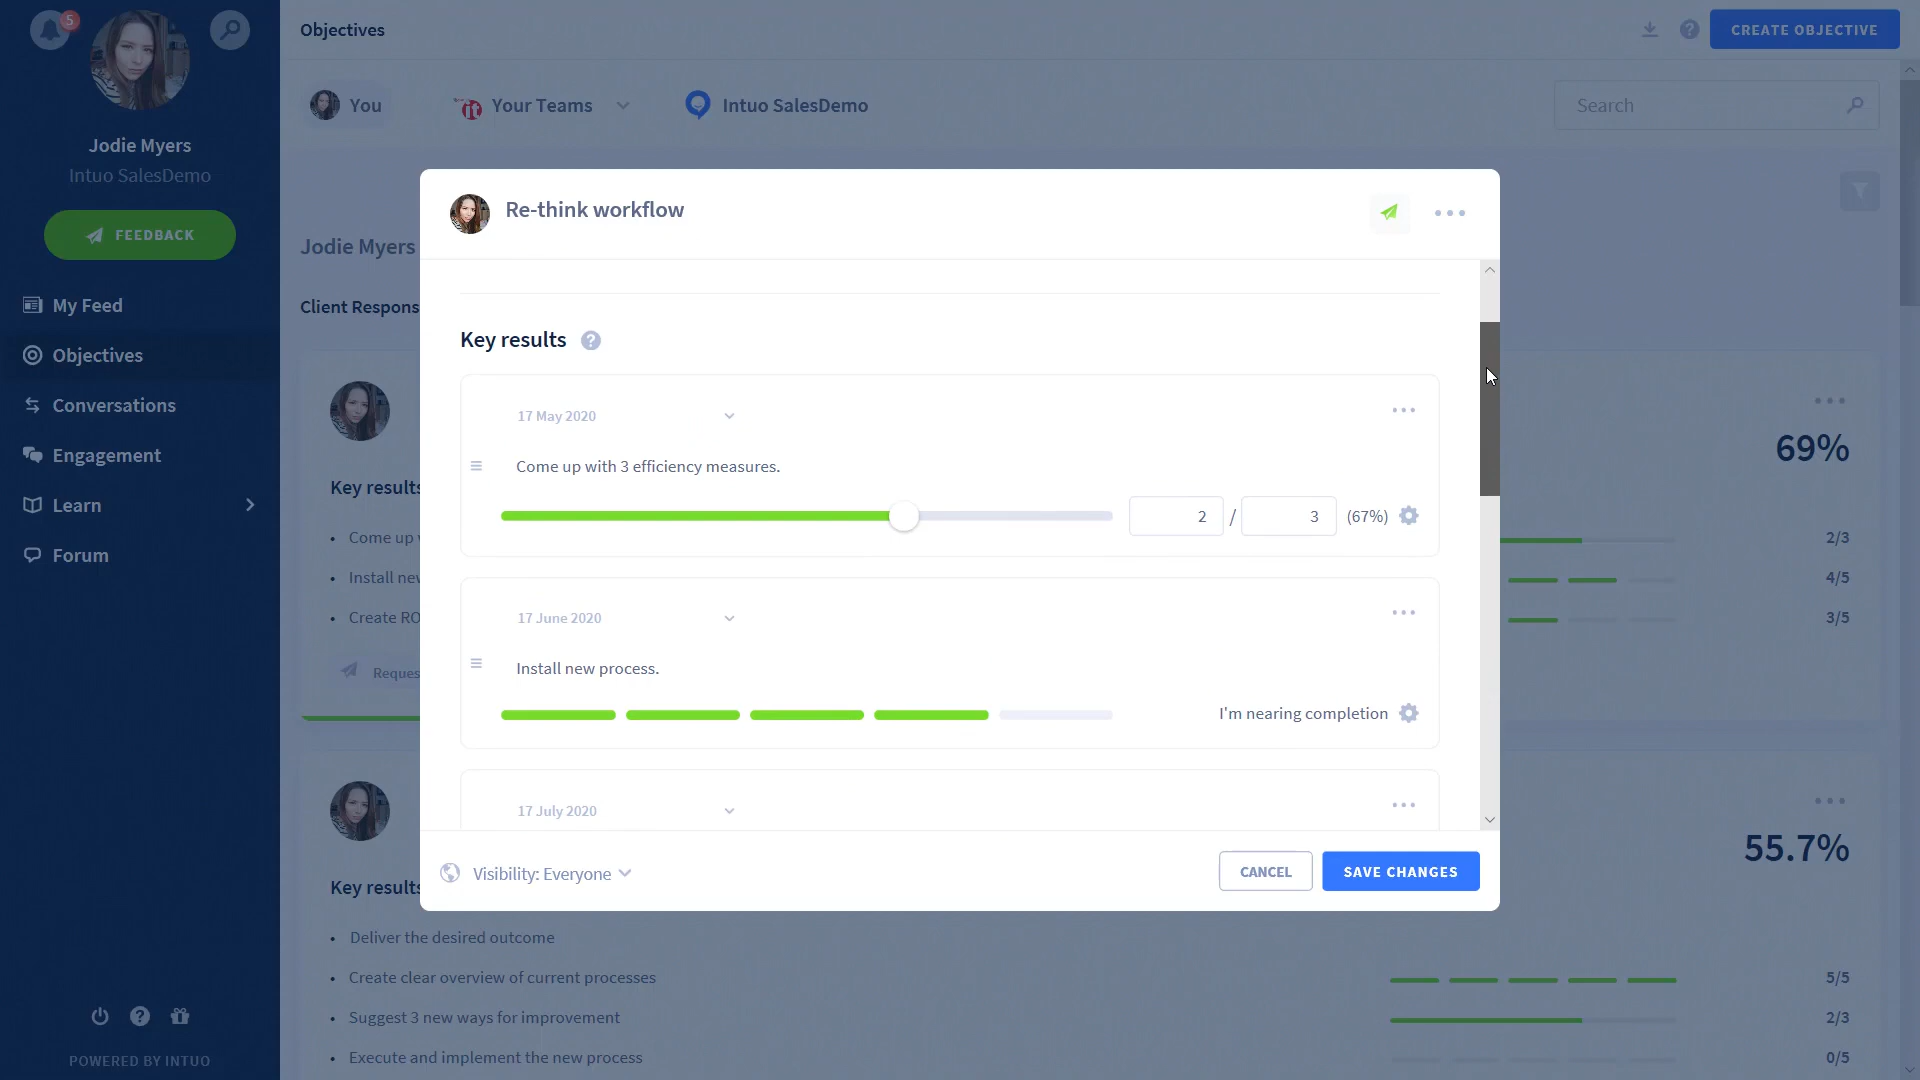 5
Jodie Myers
Intuo SalesDemo
FEEDBACK
My Feed
Objectives
Conversations
Engagement
Learn
Forum
POWERED BY INTUO
Objectives
CREATE OBJECTIVE
You
Your Teams
Intuo SalesDemo
Search
Jodie Myers
Client Respons
69%
Key results
Come up
2/3
Install new
4/5
Create RO
3/5
Reques
55.7%
Key results
Deliver the desired outcome
Create clear overview of current processes
5/5
Suggest 3 new ways for improvement
2/3
Execute and implement the new process
0/5
Re-think workflow
Key results
17 May 2020
Come up with 3 efficiency measures.
2 / 3 (67%)
17 June 2020
Install new process.
I'm nearing completion
17 July 2020
Visibility: Everyone
CANCEL
SAVE CHANGES